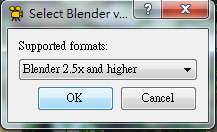 Select Blender v...
Supported formats:
Blender 2.5x and higher
OK
Cancel